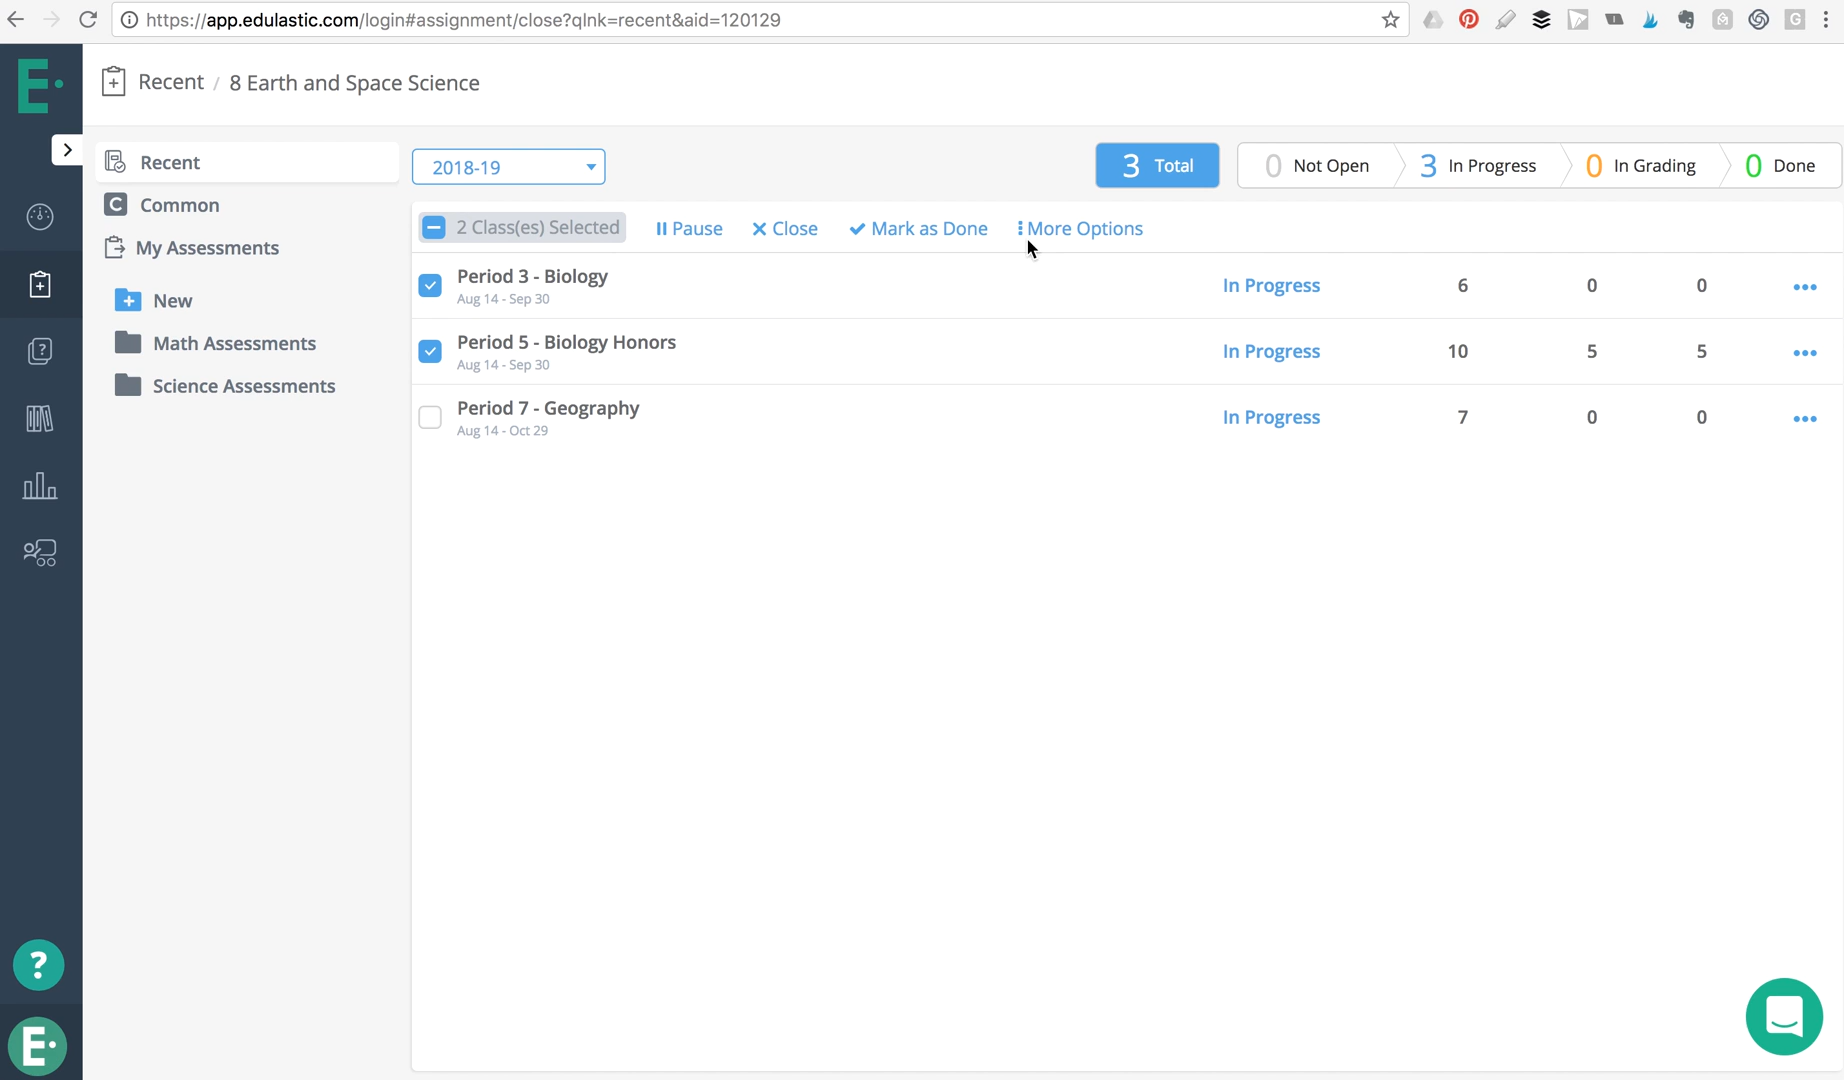 https://app.edulastic.com/login#assignment/close?qlnk=recent&aid=120129
G
E
Recent / 8 Earth and Space Science
Recent
C Common
My Assessments
New
Math Assessments
Science Assessments
2018-19
3 Total
0 Not Open
3 In Progress
0 In Grading
0 Done
2 Class(es) Selected
Pause
Close
Mark as Done
More Options
Period 3 - Biology
Aug 14 - Sep 30
In Progress 6 0 0
Period 5 - Biology Honors
Aug 14 - Sep 30
In Progress 10 5 5
Period 7 - Geography
Aug 14 - Oct 29
In Progress 7 0 0
?
E